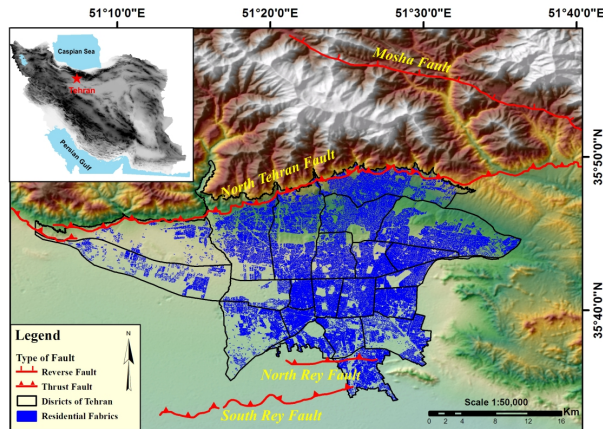 51°10'0"E
51°20'0"E
51°30'0"E
51°40'0"E
Caspian Sea
Tehran
Persian Gulf
Mosha Fault
North Tehran Fault
35°50'0"N
35°40'0"N
North Rey Fault
South Rey Fault
Legend
Type of Fault
Reverse Fault
Thrust Fault
Districts of Tehran
Residential Fabrics
N
Scale 1:50,000
0 2 4 8 12 16
Km